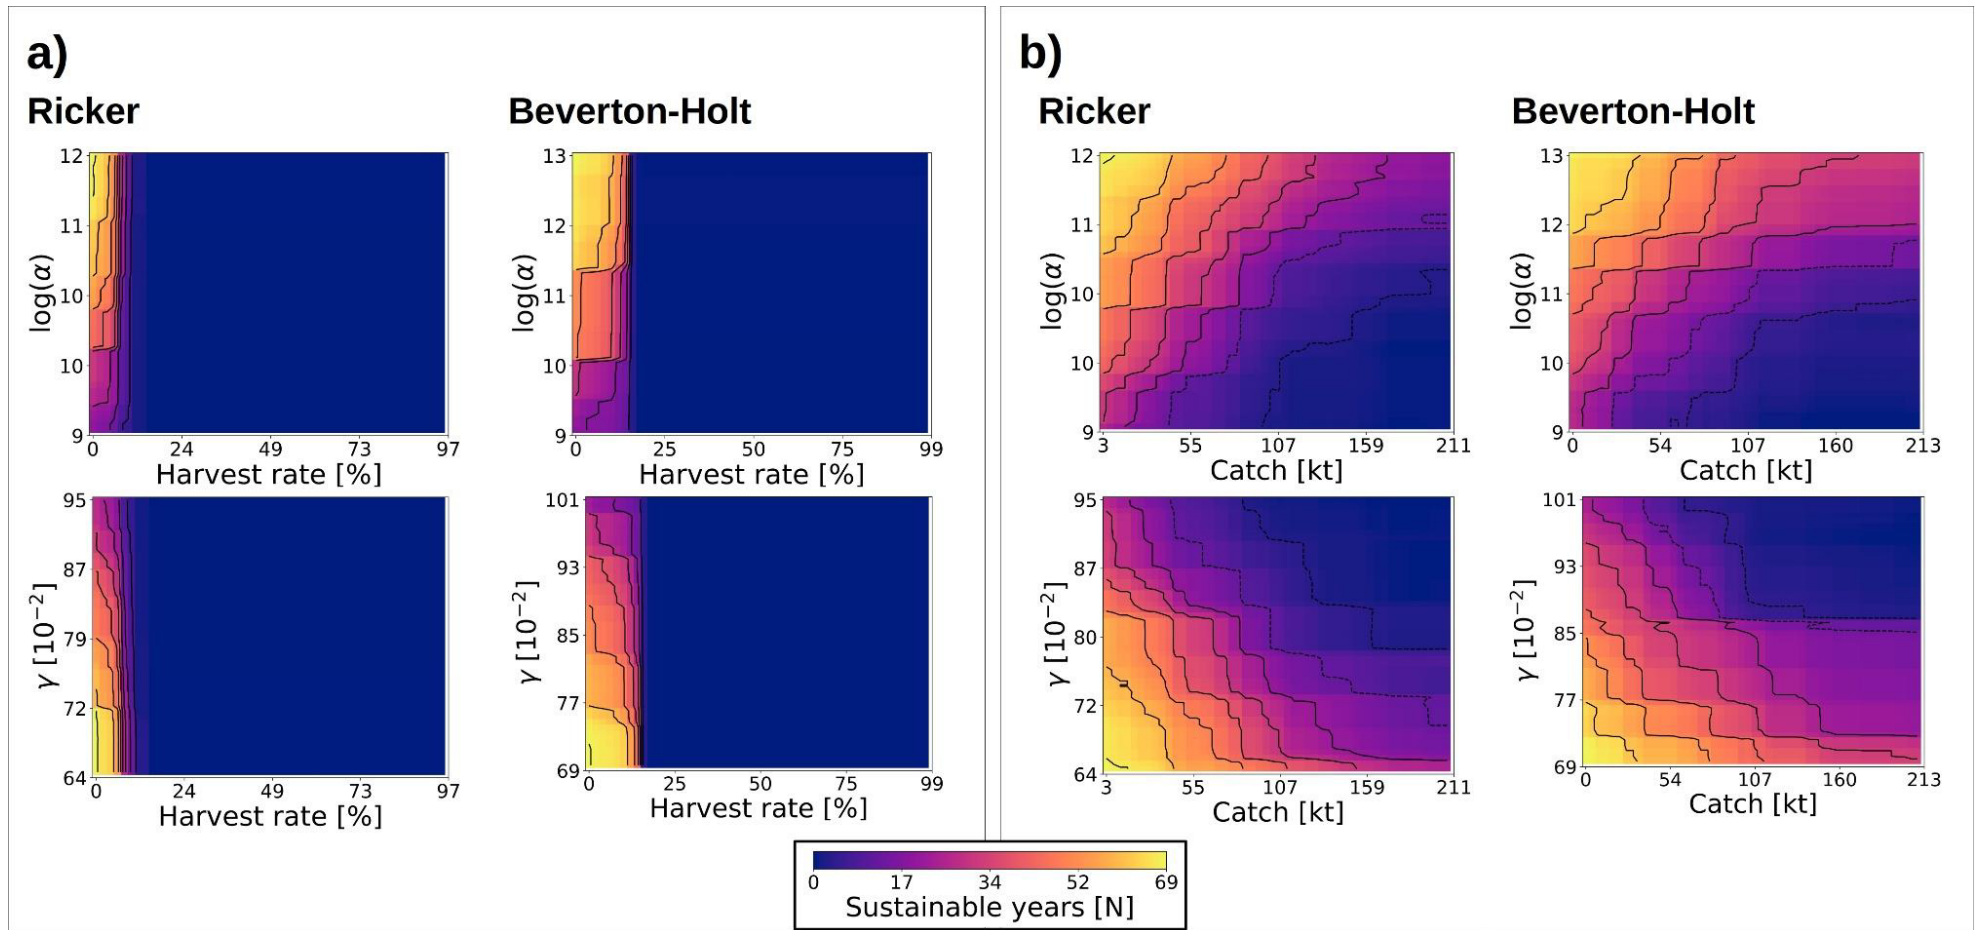 a)
Ricker
Beverton-Holt
12
11
10
10
9
log(α)
0 24 49 73 97
Harvest rate [%]
13
12
11
10
9
log(α)
0 25 50 75 99
Harvest rate [%]
95
87
79
72
64
γ [10⁻²]
0 24 49 73 97
Harvest rate [%]
101
93
85
77
69
γ [10⁻²]
0 25 50 75 99
Harvest rate [%]
b)
Ricker
Beverton-Holt
12
11
10
10
9
log(α)
3 55 107 159 211
Catch [kt]
13
12
11
10
9
log(α)
0 54 107 160 213
Catch [kt]
95
87
80
72
64
γ [10⁻²]
3 55 107 159 211
Catch [kt]
101
93
85
77
69
γ [10⁻²]
0 54 107 160 213
Catch [kt]
0 17 34 52 69
Sustainable years [N]